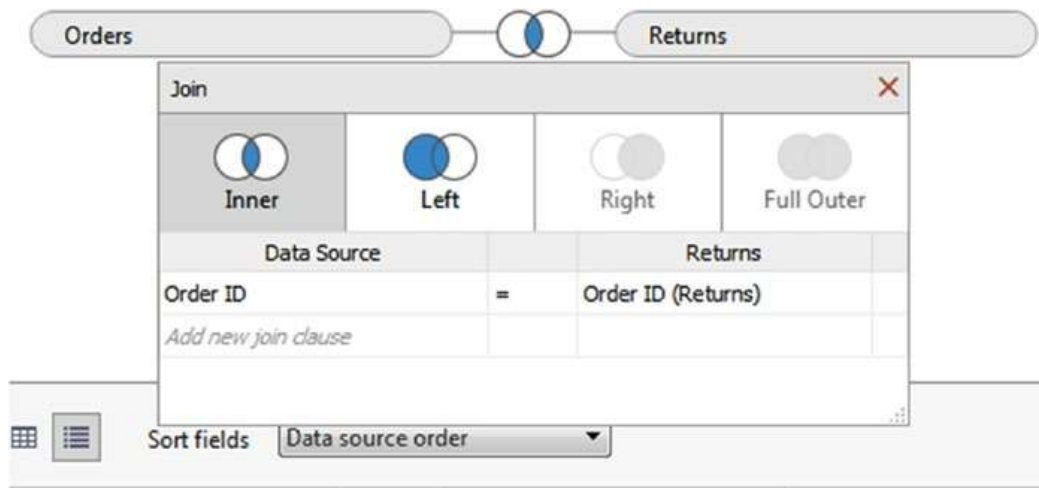 Orders Returns
Join
Inner Left Right Full Outer
Data Source Returns
Order ID = Order ID (Returns)
Add new join clause
Sort fields Data source order